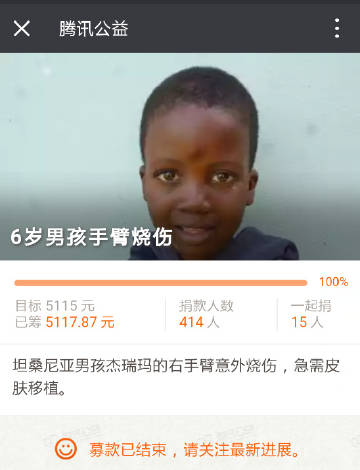 腾讯公益
6岁男孩手臂烧伤
100%
目标 5115 元
捐款人数
一起捐
已筹 5117.87 元
414 人
15 人
坦桑尼亚男孩杰瑞玛的右手臂意外烧伤，急需皮
肤移植。
募款已结束，请关注最新进展。